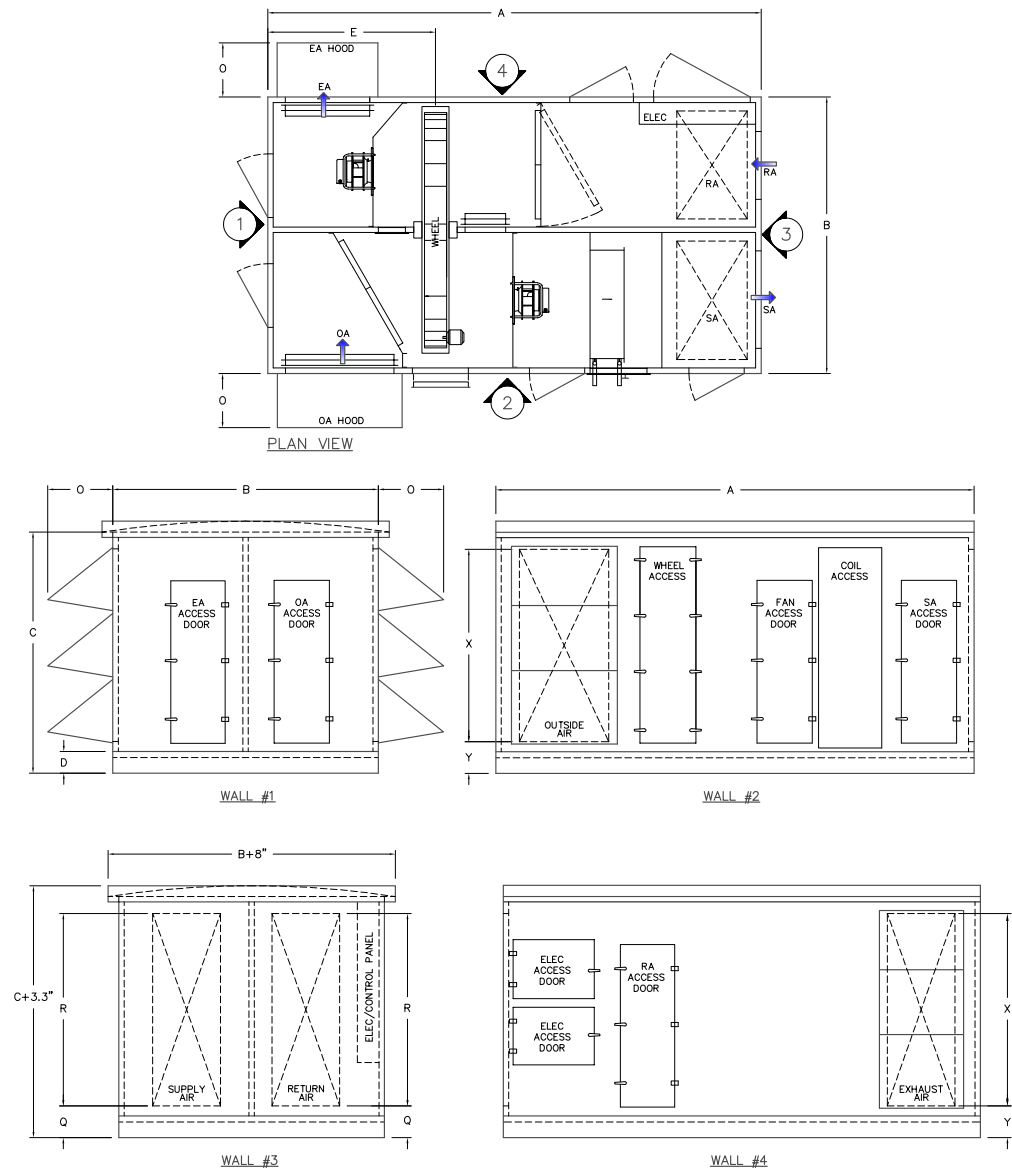 A
E
EA HOOD
O
EA
4
ELEC
RA
RA
1
WHEEL
3
B
SA
SA
OA
O
OA HOOD
2
PLAN VIEW
O
B
O
A
C
EA
ACCESS
DOOR
OA
ACCESS
DOOR
D
WALL #1
X
Y
OUTSIDE
AIR
WHEEL
ACCESS
FAN
ACCESS
DOOR
COIL
ACCESS
SA
ACCESS
DOOR
WALL #2
B+8"
C+3.3"
R
Q
SUPPLY
AIR
RETURN
AIR
ELEC/CONTROL PANEL
R
Q
WALL #3
ELEC
ACCESS
DOOR
ELEC
ACCESS
DOOR
RA
ACCESS
DOOR
EXHAUST
AIR
X
Y
WALL #4